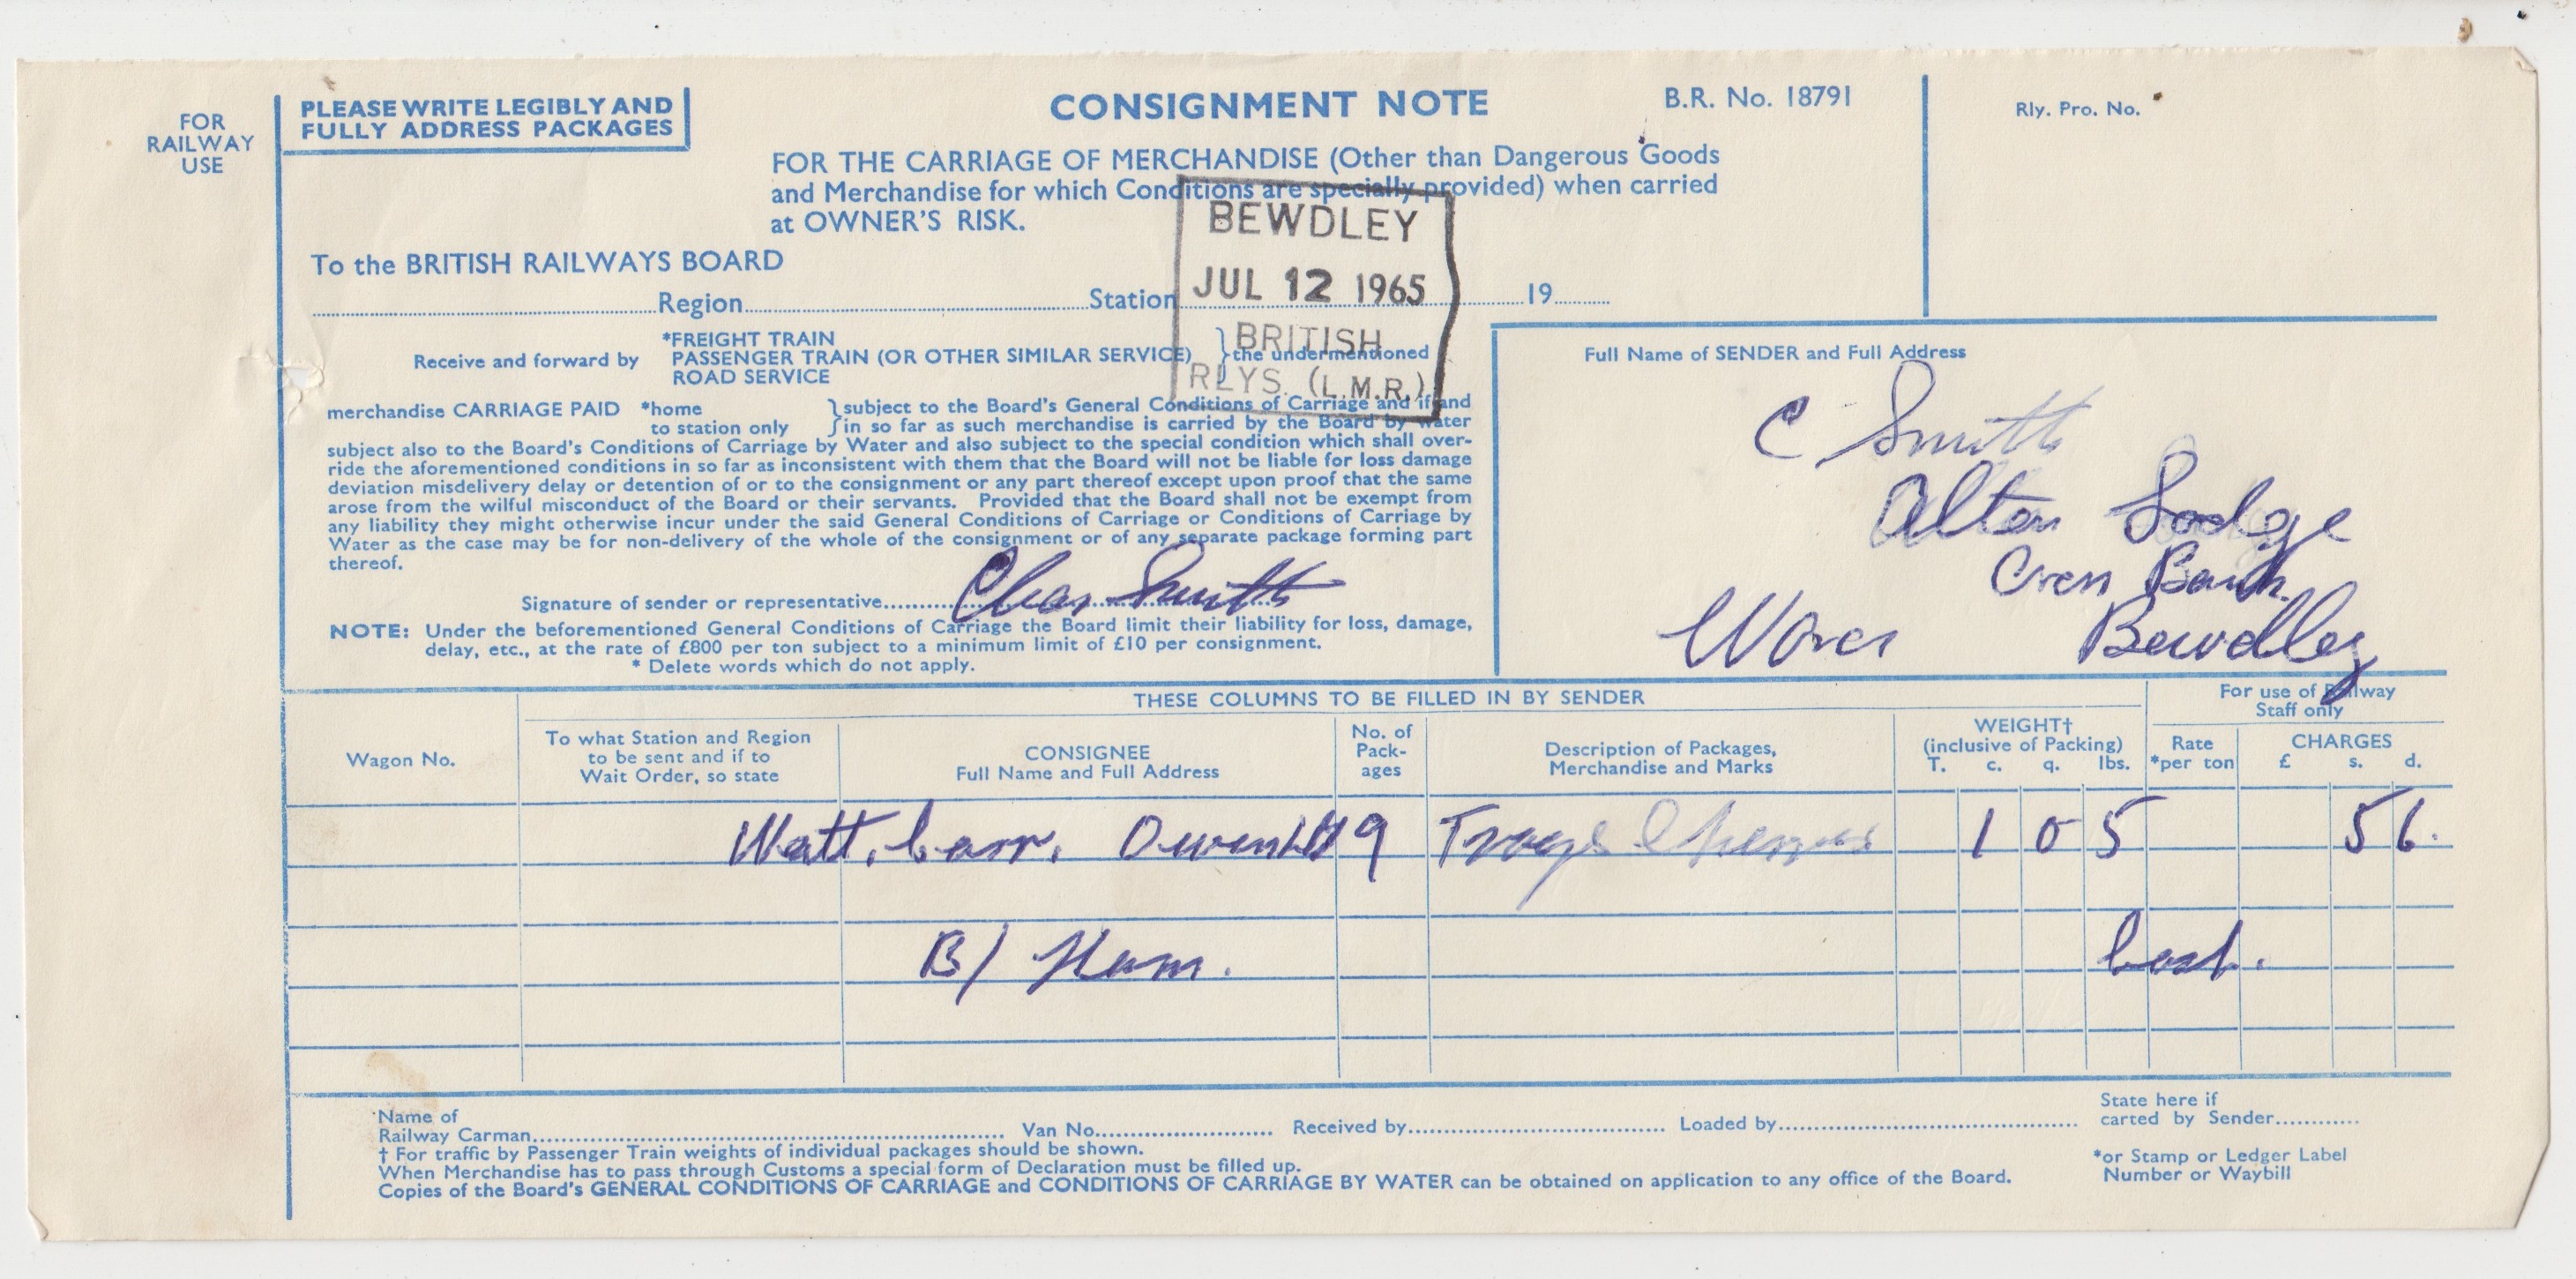 FOR
RAILWAY
USE
PLEASE WRITE LEGIBLY AND
FULLY ADDRESS PACKAGES
CONSIGNMENT NOTE
B.R. No. 18791
Rly. Pro. No.
FOR THE CARRIAGE OF MERCHANDISE (Other than Dangerous Goods
and Merchandise for which Conditions are specially provided) when carried
at OWNER'S RISK.
To the BRITISH RAILWAYS BOARD
Region Station 19
BEWDLEY
JUL 12 1965
BRITISH
RLYS. (L.M.R.)
Receive and forward by
*FREIGHT TRAIN
PASSENGER TRAIN (OR OTHER SIMILAR SERVICE)
ROAD SERVICE
} the undermentioned
merchandise CARRIAGE PAID *home
to station only
} subject to the Board's General Conditions of Carriage and if and
in so far as such merchandise is carried by the Board by water
subject also to the Board's Conditions of Carriage by Water and also subject to the special condition which shall over-
ride the aforementioned conditions in so far as inconsistent with them that the Board will not be liable for loss damage
deviation misdelivery delay or detention of or to the consignment or any part thereof except upon proof that the same
arose from the wilful misconduct of the Board or their servants. Provided that the Board shall not be exempt from
any liability they might otherwise incur under the said General Conditions of Carriage or Conditions of Carriage by
Water as the case may be for non-delivery of the whole of the consignment or of any separate package forming part
thereof.
Signature of sender or representative Chas Smith
NOTE: Under the beforementioned General Conditions of Carriage the Board limit their liability for loss, damage,
delay, etc., at the rate of £800 per ton subject to a minimum limit of £10 per consignment.
* Delete words which do not apply.
Full Name of SENDER and Full Address
C Smith
Alton Lodge
Cross Bank
Worcs Bewdley
THESE COLUMNS TO BE FILLED IN BY SENDER
For use of Railway
Staff only
Wagon No.
To what Station and Region
to be sent and if to
Wait Order, so state
CONSIGNEE
Full Name and Full Address
No. of
Pack-
ages
Description of Packages,
Merchandise and Marks
WEIGHT†
(inclusive of Packing)
T. c. q. lbs.
Rate
*per ton
CHARGES
£ s. d.
Watt. Carr. 9 Trays 1 0 5 5 6.
B/ Ham.
Name of
Railway Carman Van No. Received by Loaded by
State here if
carted by Sender
† For traffic by Passenger Train weights of individual packages should be shown.
When Merchandise has to pass through Customs a special form of Declaration must be filled up.
Copies of the Board's GENERAL CONDITIONS OF CARRIAGE and CONDITIONS OF CARRIAGE BY WATER can be obtained on application to any office of the Board.
*or Stamp or Ledger Label
Number or Waybill